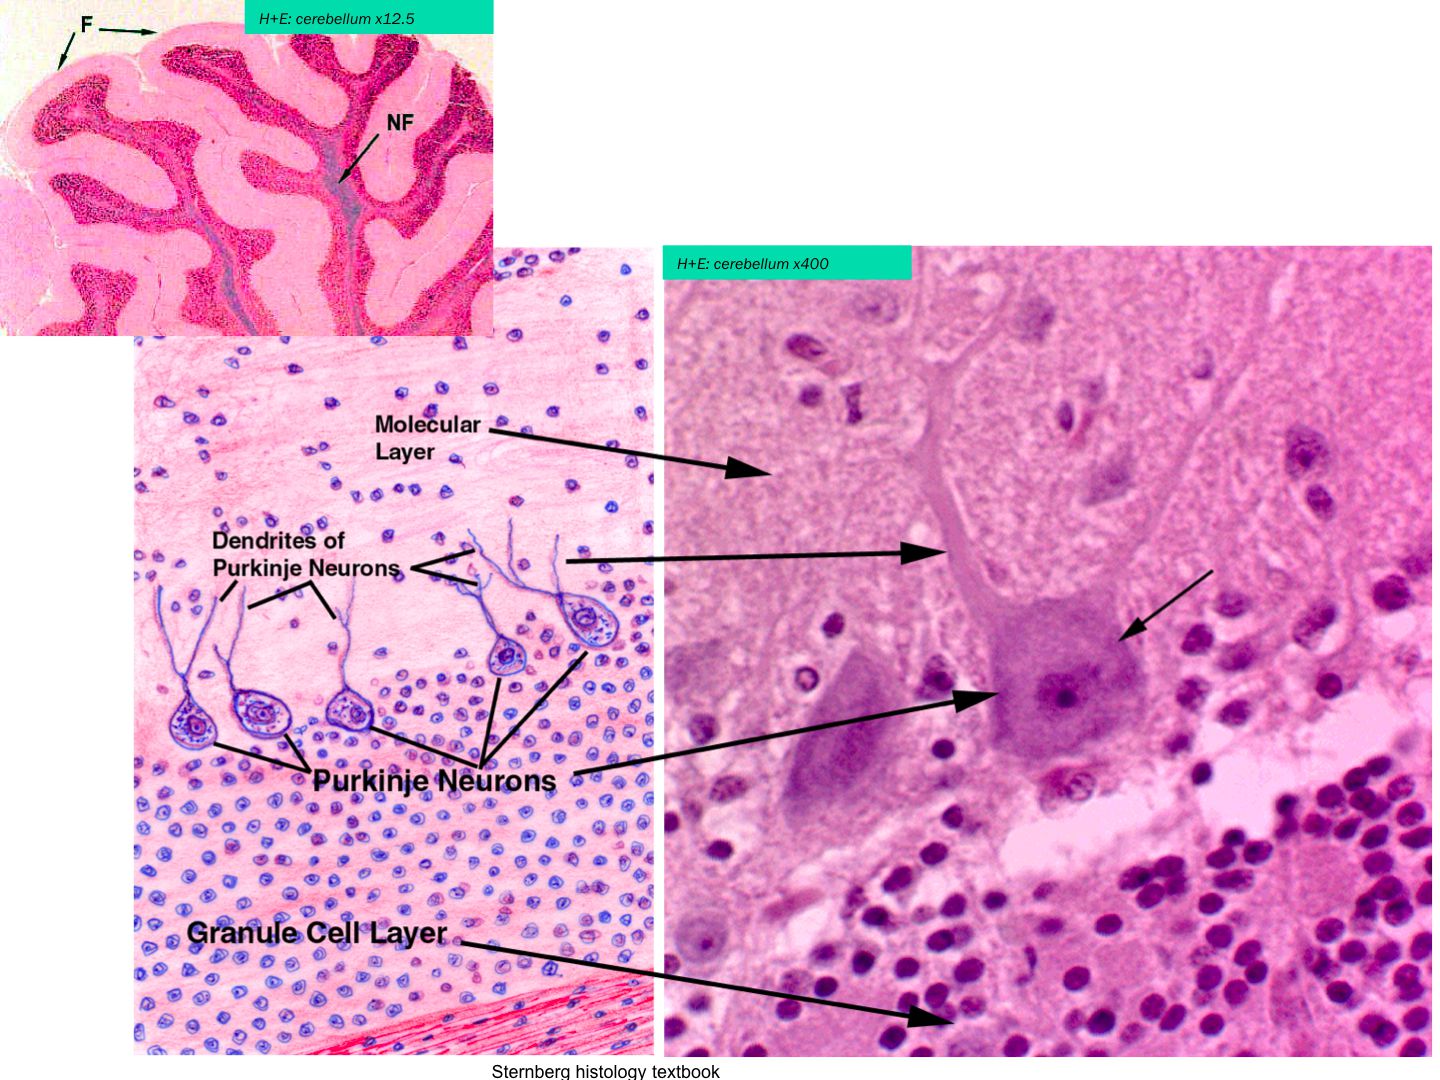 H+E: cerebellum x12.5
F
NF
H+E: cerebellum x400
Molecular
Layer
Dendrites of
Purkinje Neurons
Purkinje Neurons
Granule Cell Layer
Sternberg histology textbook